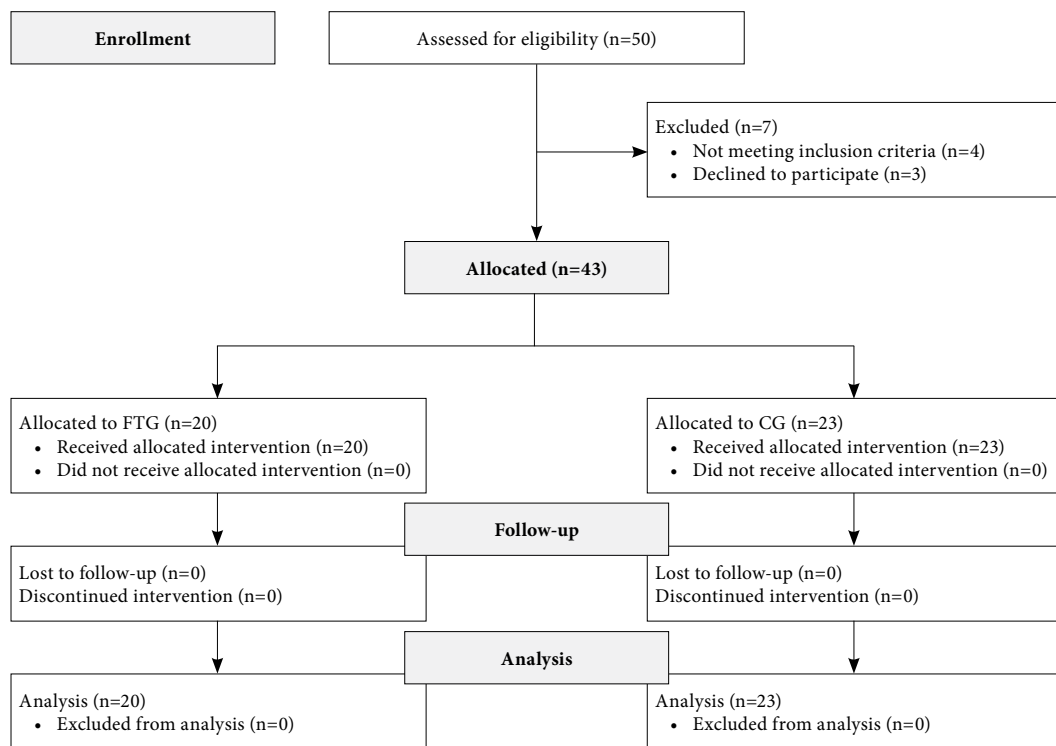 Enrollment
Assessed for eligibility (n=50)
Excluded (n=7)
• Not meeting inclusion criteria (n=4)
• Declined to participate (n=3)
Allocated (n=43)
Allocated to FTG (n=20)
• Received allocated intervention (n=20)
• Did not receive allocated intervention (n=0)
Allocated to CG (n=23)
• Received allocated intervention (n=23)
• Did not receive allocated intervention (n=0)
Follow-up
Lost to follow-up (n=0)
Discontinued intervention (n=0)
Lost to follow-up (n=0)
Discontinued intervention (n=0)
Analysis
Analysis (n=20)
• Excluded from analysis (n=0)
Analysis (n=23)
• Excluded from analysis (n=0)